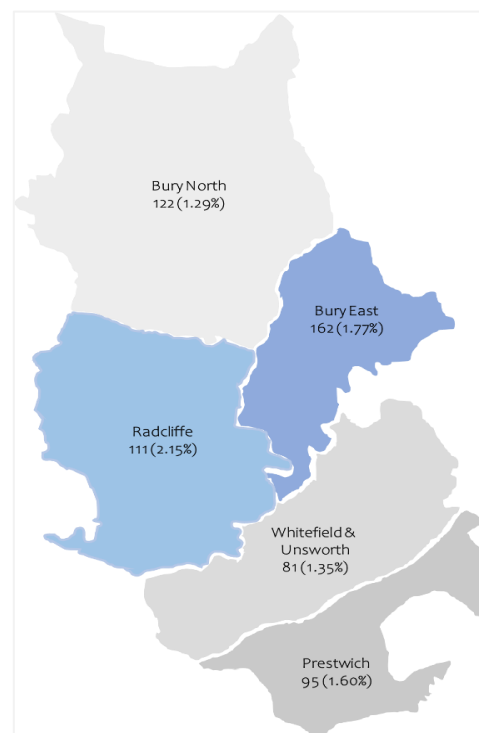 Bury North
122 (1.29%)
Bury East
162 (1.77%)
Radcliffe
111 (2.15%)
Whitefield &
Unsworth
81 (1.35%)
Prestwich
95 (1.60%)